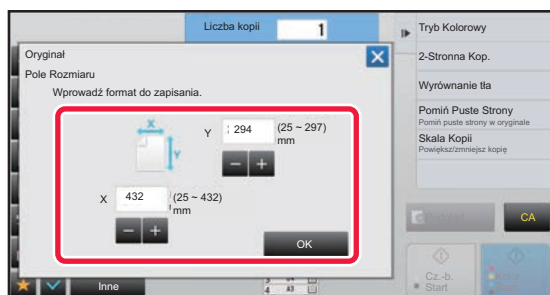 Liczba kopii 1
Tryb Kolorowy
Oryginał
2-Stronna Kop.
Pole Rozmiaru
Wprowadź format do zapisania.
Wyrównanie tła
Pomiń Puste Strony
Pomiń puste strony w oryginale
Skala Kopii
Powiększ/zmniejsz kopię
X
Y
Y 294 (25 ~ 297)
mm
X 432 (25 ~ 432)
mm
OK
CA
Inne
Cz.-b.
Start
4 A3